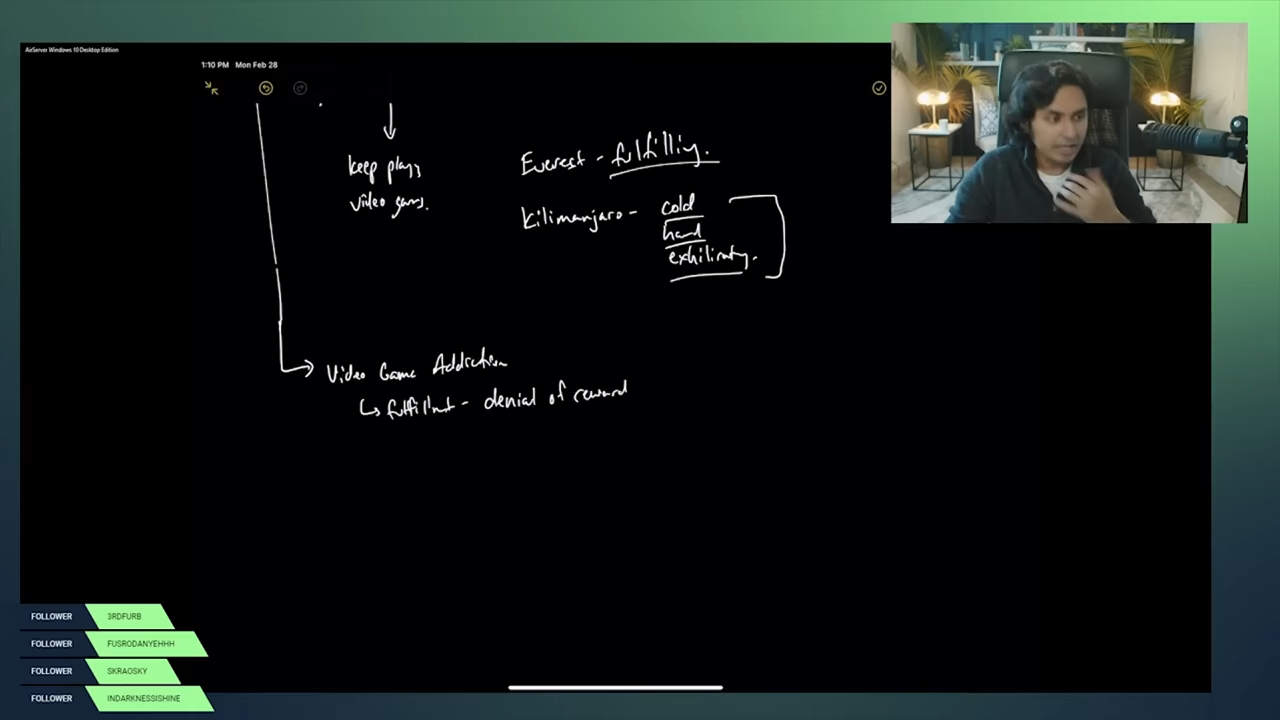 AirServer Windows 10 Desktop Edition
1:10 PM Mon Feb 28
keep playing
video games.
Everest - fulfilling.
Kilimanjaro - cold
hard
exhilirating.
Video Game Addiction
↳ fulfillment - denial of reward
FOLLOWER 3RDFURB
FOLLOWER FUSRODANYEHHH
FOLLOWER SKRAOSKY
FOLLOWER INDARKNESSISHINE